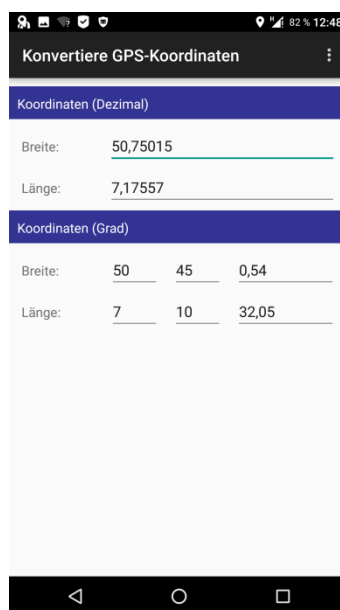 82 % 12:48
Konvertiere GPS-Koordinaten
Koordinaten (Dezimal)
Breite: 50,75015
Länge: 7,17557
Koordinaten (Grad)
Breite: 50 45 0,54
Länge: 7 10 32,05